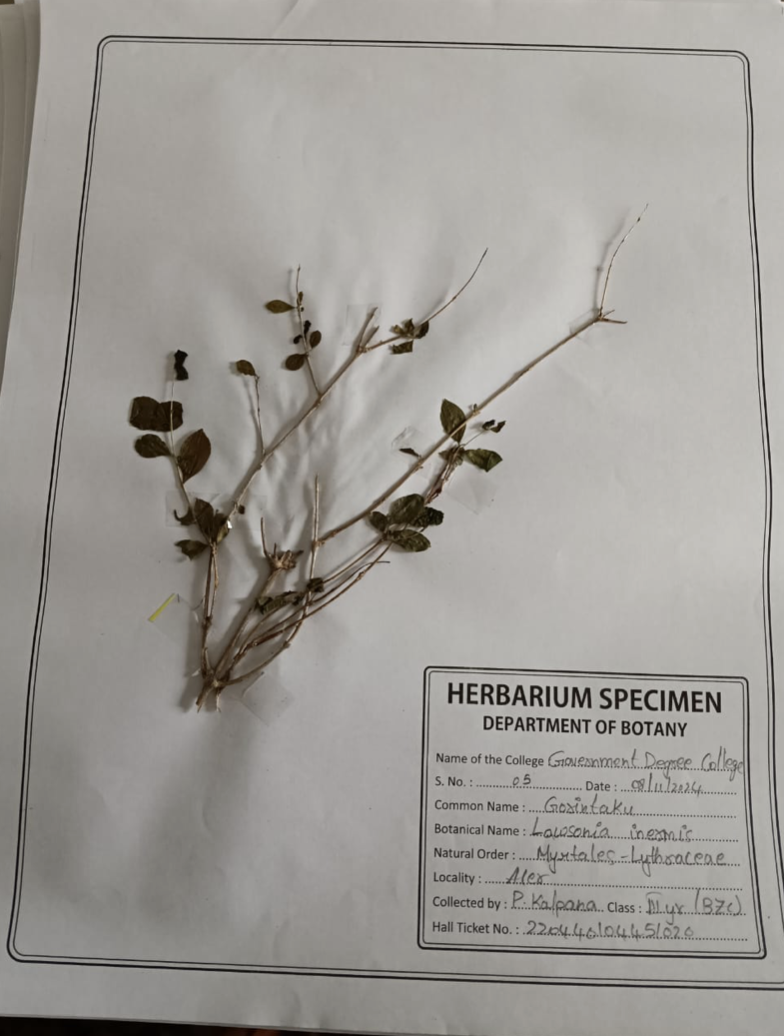 HERBARIUM SPECIMEN
DEPARTMENT OF BOTANY
Name of the College Government Degree College
S. No. : 05 Date : 08/11/2024
Common Name : Gorintaku
Botanical Name : Lawsonia inermis
Natural Order : Myrtales-Lythraceae
Locality : Aler
Collected by : P. Kalpana Class : III yr (BZC)
Hall Ticket No. :